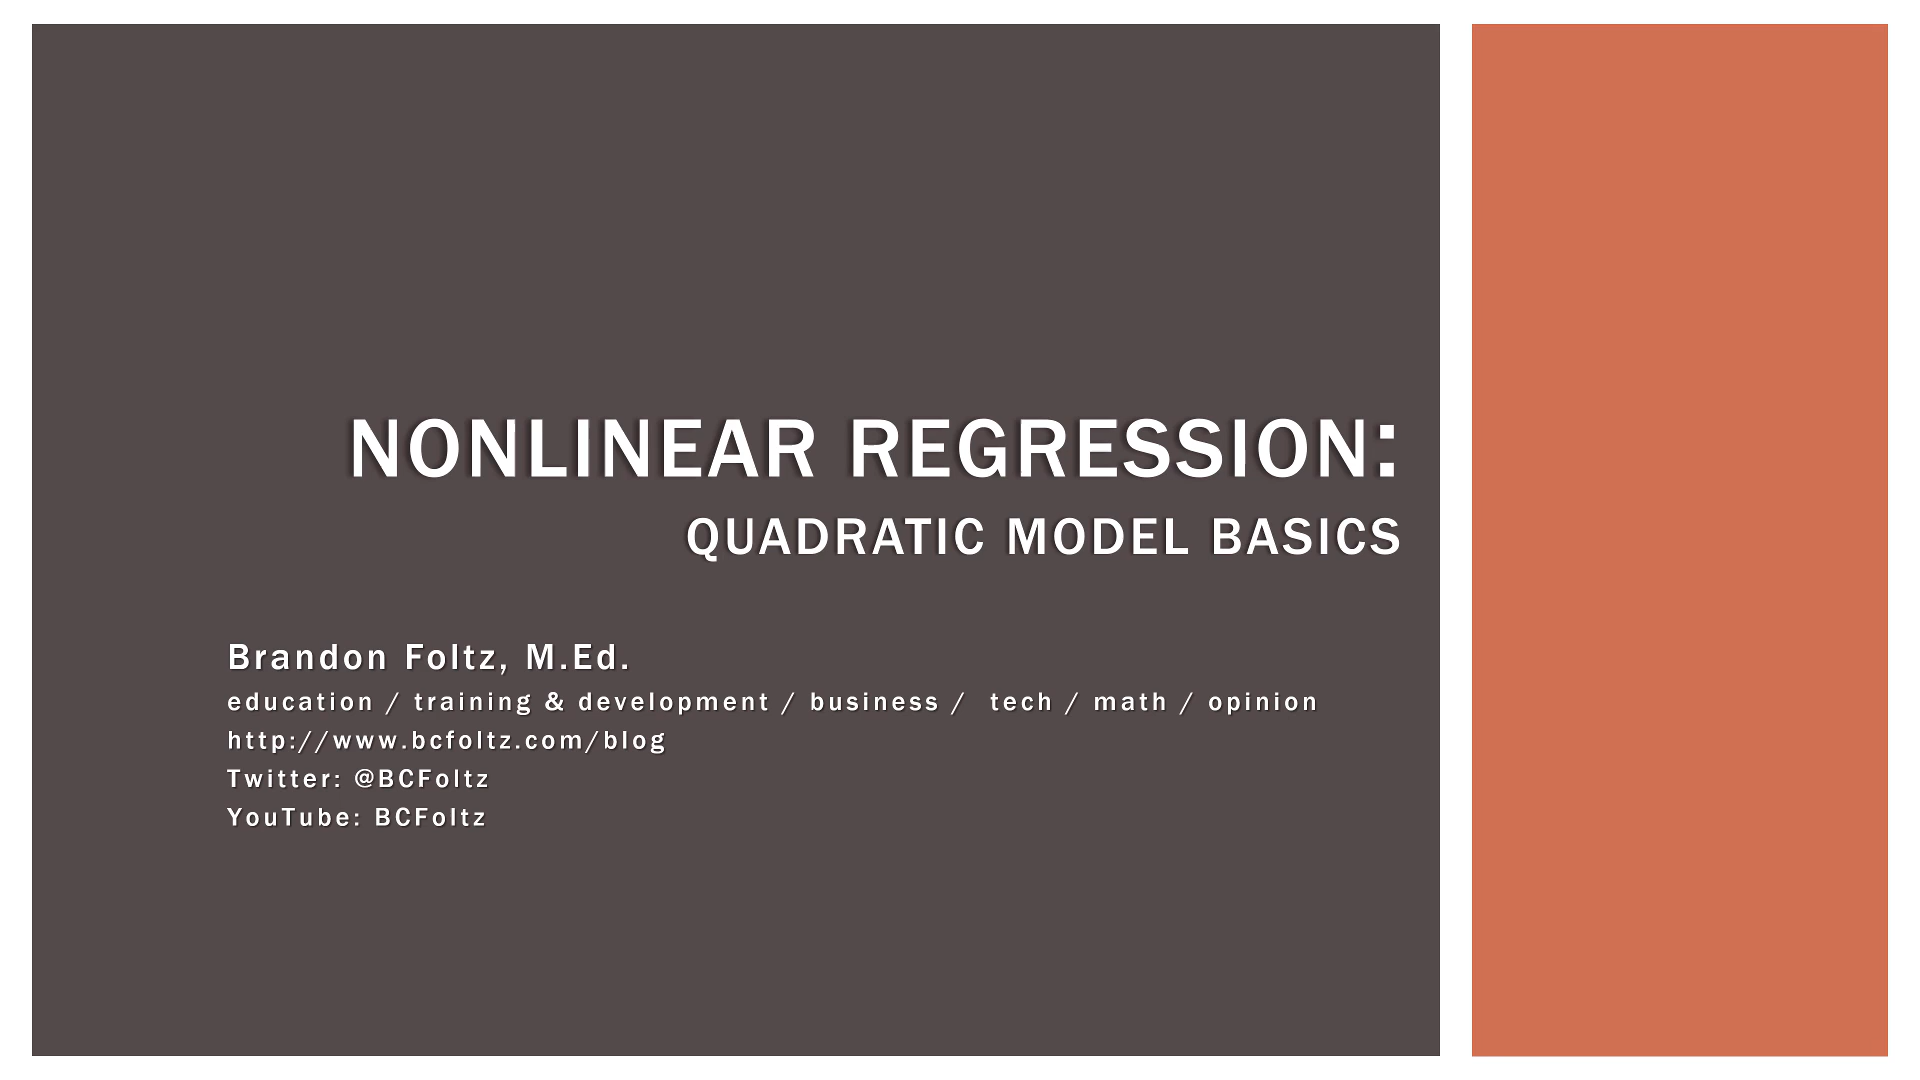 NONLINEAR REGRESSION:
QUADRATIC MODEL BASICS
Brandon Foltz, M.Ed.
education / training & development / business /  tech / math / opinion
http://www.bcfoltz.com/blog
Twitter: @BCFoltz
YouTube: BCFoltz